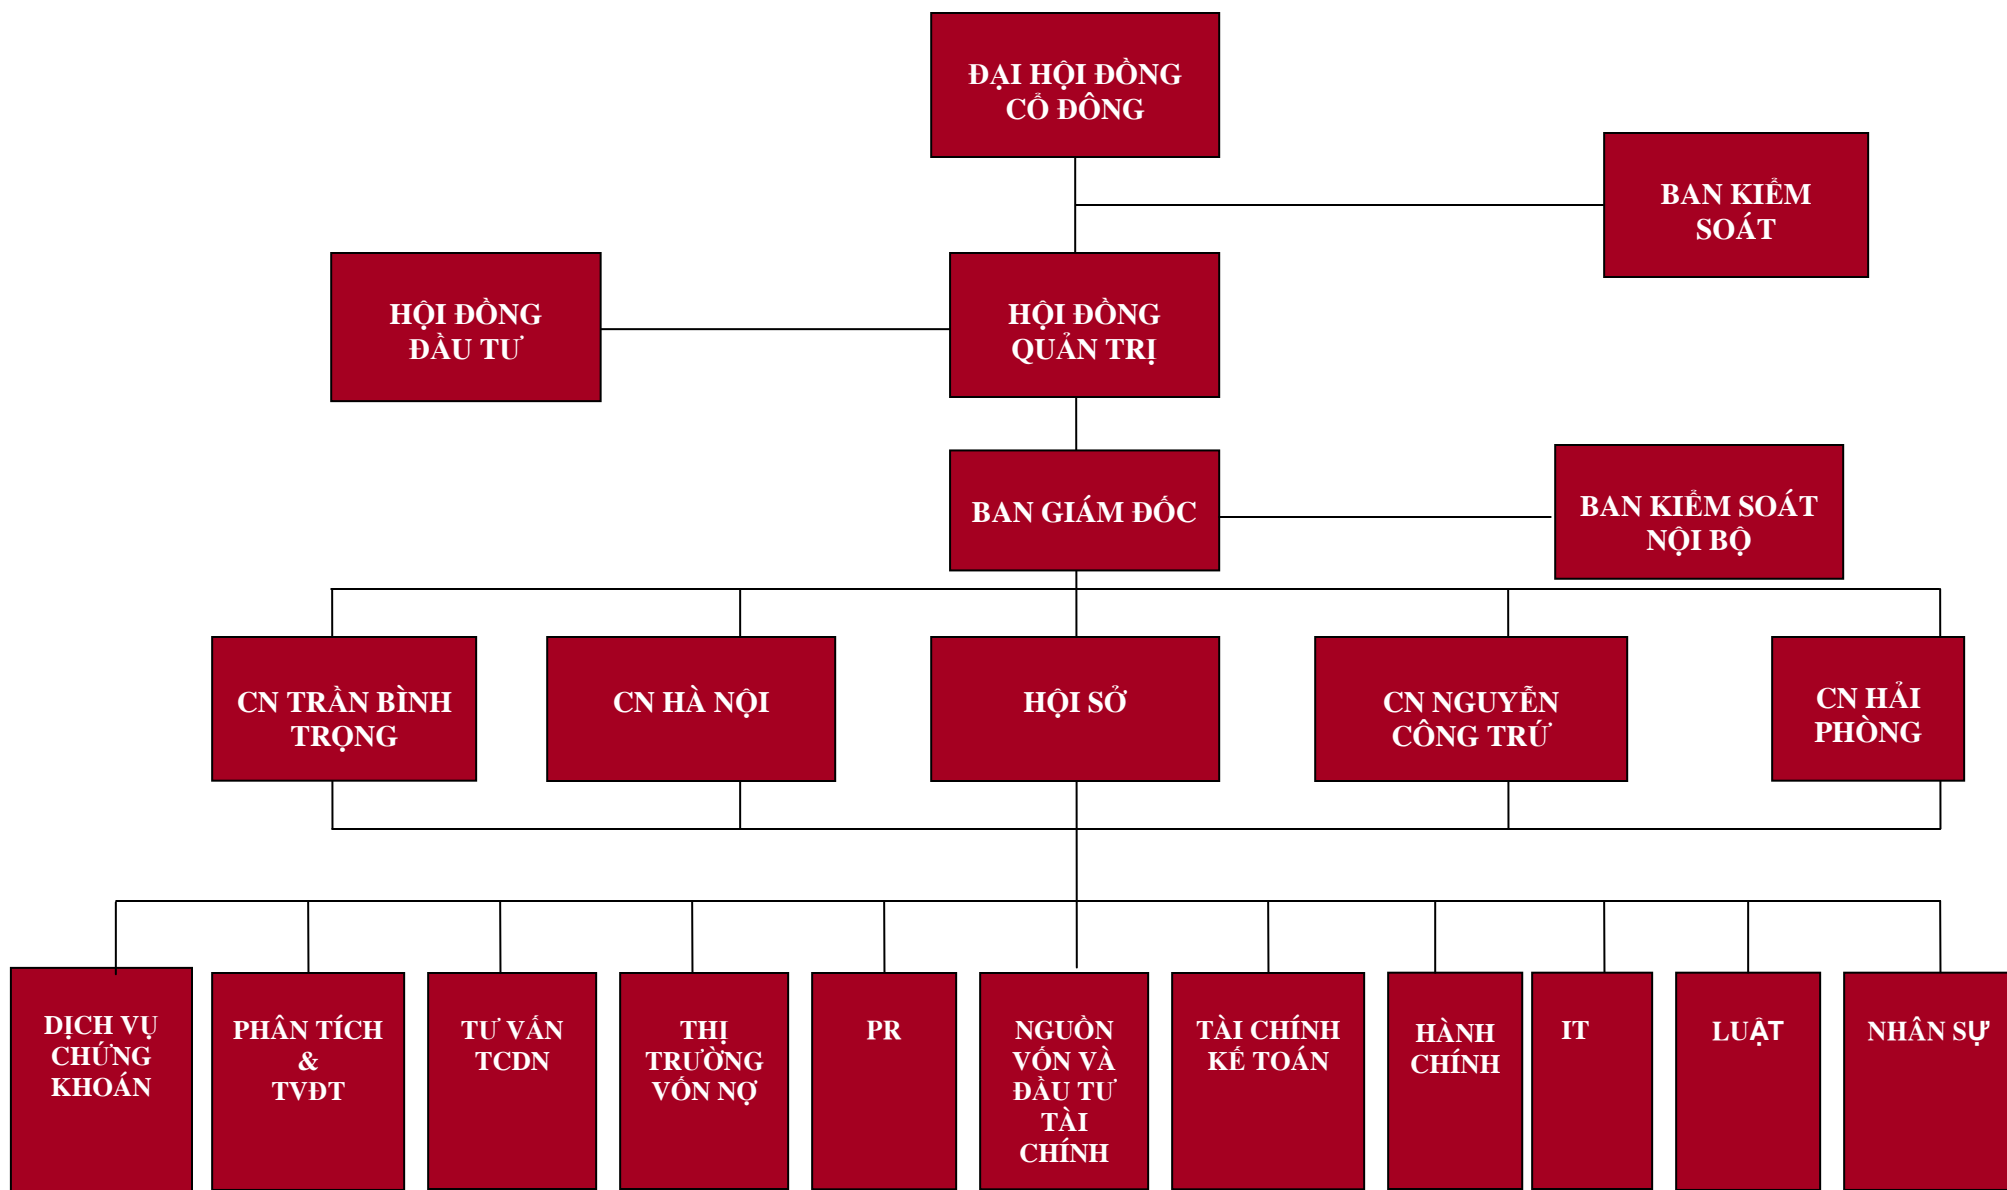 ĐẠI HỘI ĐỒNG
CỔ ĐÔNG
BAN KIỂM
SOÁT
HỘI ĐỒNG
ĐẦU TƯ
HỘI ĐỒNG
QUẢN TRỊ
BAN GIÁM ĐỐC
BAN KIỂM SOÁT
NỘI BỘ
CN TRẦN BÌNH
TRỌNG
CN HÀ NỘI
HỘI SỞ
CN NGUYỄN
CÔNG TRỨ
CN HẢI
PHÒNG
DỊCH VỤ
CHỨNG
KHOÁN
PHÂN TÍCH
&
TVĐT
TƯ VẤN
TCDN
THỊ
TRƯỜNG
VỐN NỢ
PR
NGUỒN
VỐN VÀ
ĐẦU TƯ
TÀI
CHÍNH
TÀI CHÍNH
KẾ TOÁN
HÀNH
CHÍNH
IT
LUẬT
NHÂN SỰ